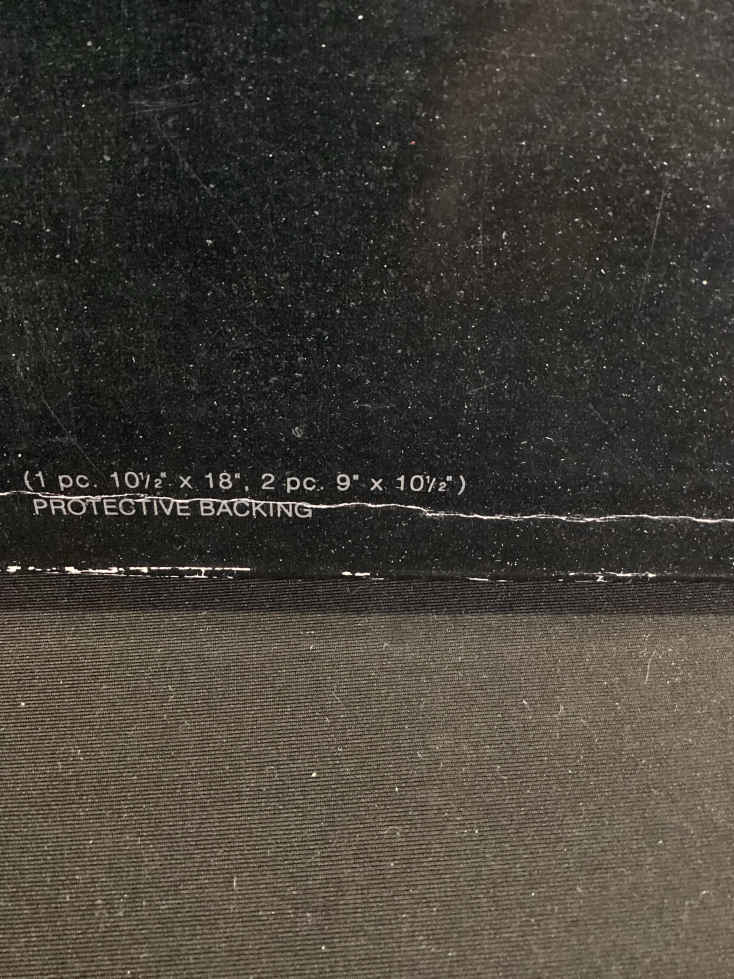 (1 pc. 10½" x 18", 2 pc. 9" x 10½")
PROTECTIVE BACKING